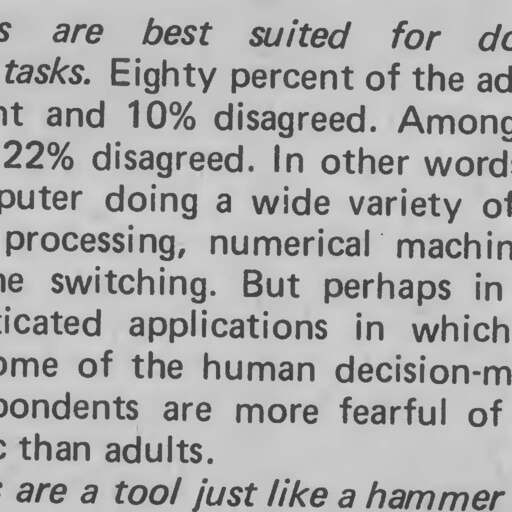 s are best suited for do
tasks. Eighty percent of the ad
nt and 10% disagreed. Among
22% disagreed. In other words
puter doing a wide variety of
processing, numerical machin
ne switching. But perhaps in
ticated applications in which
ome of the human decision-m
pondents are more fearful of
c than adults.
s are a tool just like a hammer